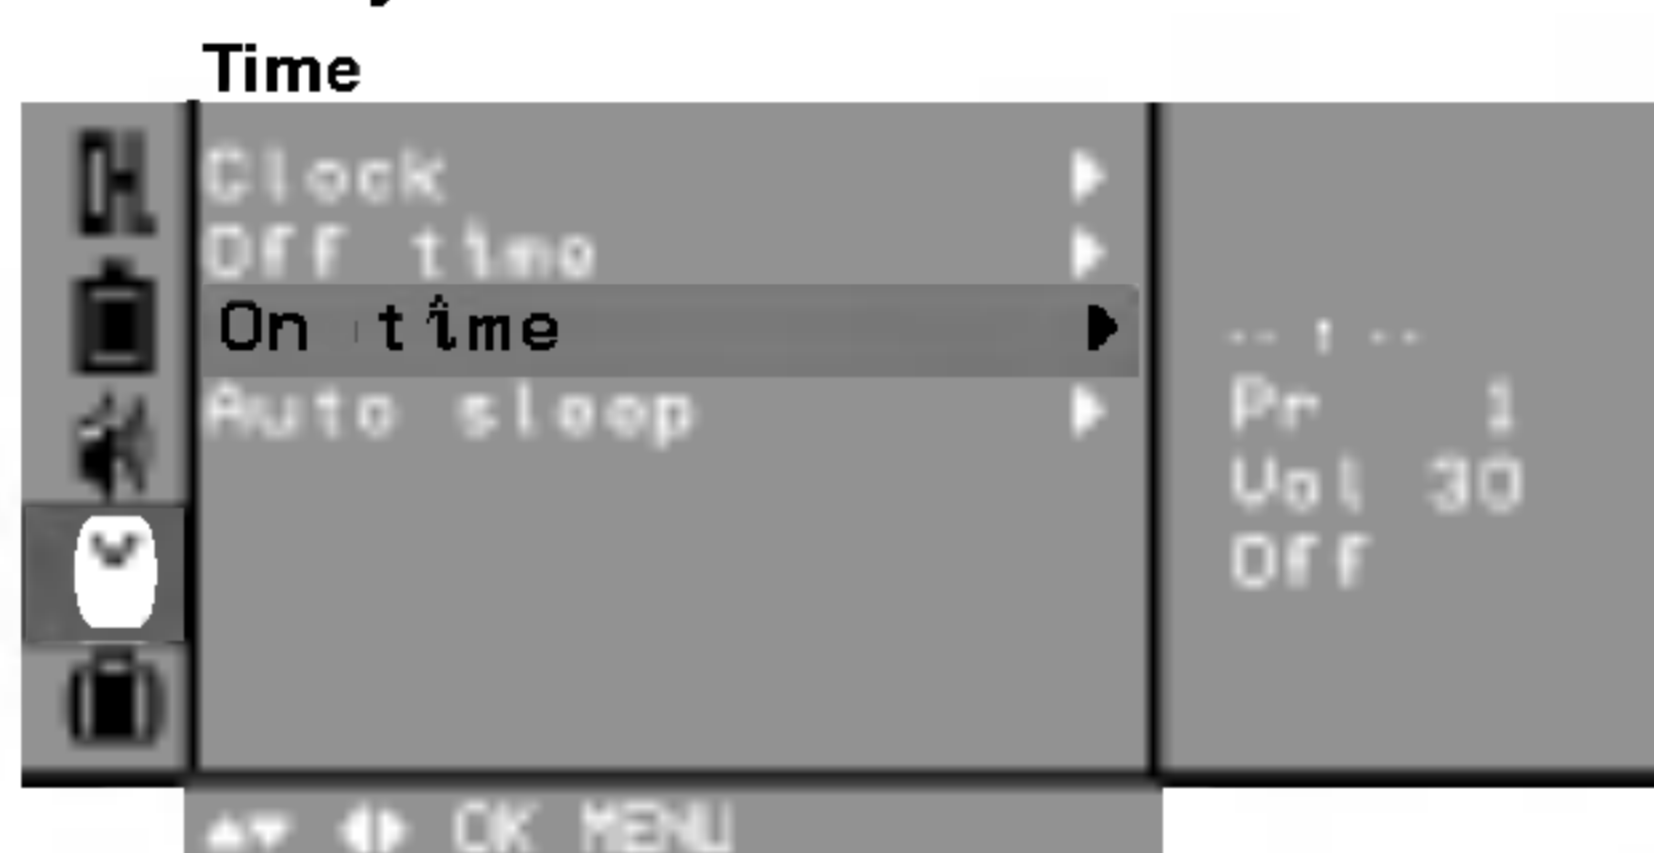 Time
Clock
Off time
On time
Auto sleep
-- : --
Pr 1
Vol 30
Off
OK MENU